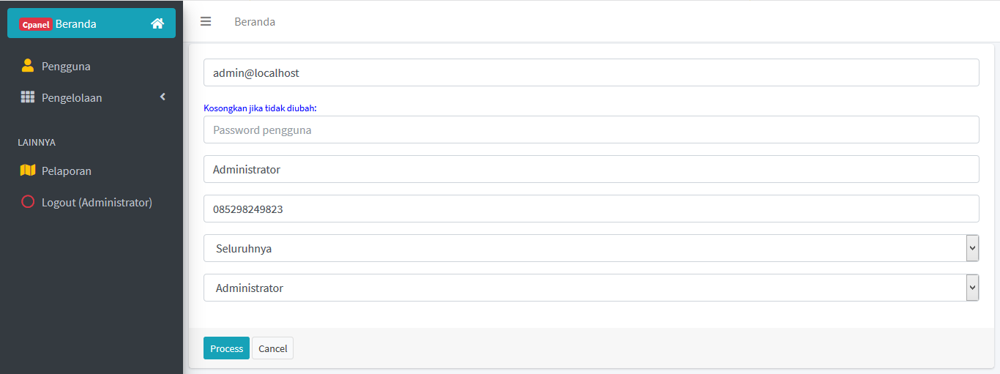 Cpanel Beranda
Pengguna
Pengelolaan
LAINNYA
Pelaporan
Logout (Administrator)
Beranda
admin@localhost
Kosongkan jika tidak diubah:
Password pengguna
Administrator
085298249823
Seluruhnya
Administrator
Process Cancel